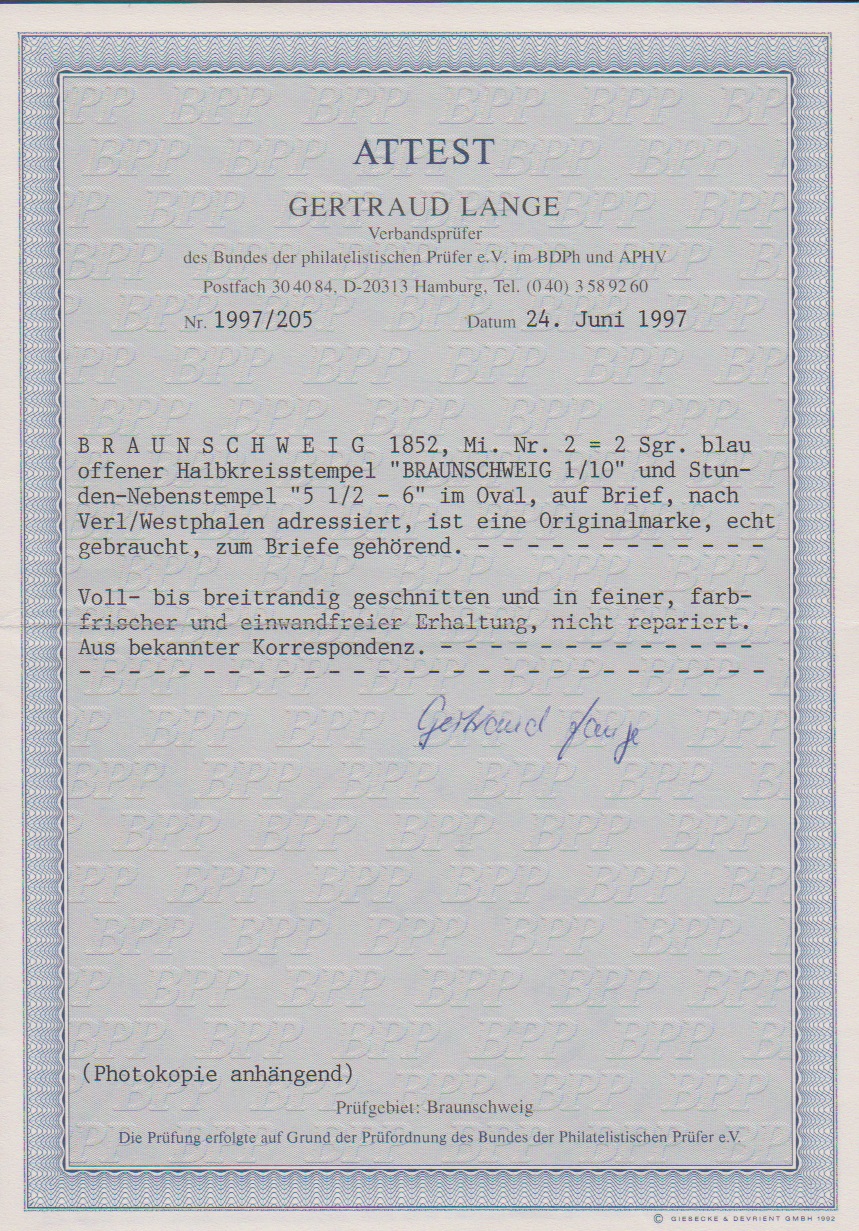 ATTEST
GERTRAUD LANGE
Verbandsprüfer
des Bundes der philatelistischen Prüfer e.V. im BDPh und APHV
Postfach 30 40 84, D-20313 Hamburg, Tel. (0 40) 3 58 92 60
Nr. 1997/205 Datum 24. Juni 1997
B R A U N S C H W E I G 1852, Mi. Nr. 2 = 2 Sgr. blau
offener Halbkreisstempel "BRAUNSCHWEIG 1/10" und Stun-
den-Nebenstempel "5 1/2 - 6" im Oval, auf Brief, nach
Verl/Westphalen adressiert, ist eine Originalmarke, echt
gebraucht, zum Briefe gehörend. - - - - - - - - - - - -
Voll- bis breitrandig geschnitten und in feiner, farb-
frischer und einwandfreier Erhaltung, nicht repariert.
Aus bekannter Korrespondenz. - - - - - - - - - - - - -
- - - - - - - - - - - - - - - - - - - - - - - - - - - -
Gertraud Lange
(Photokopie anhängend)
Prüfgebiet: Braunschweig
Die Prüfung erfolgte auf Grund der Prüfordnung des Bundes der Philatelistischen Prüfer e.V.
© GIESECKE & DEVRIENT GMBH 1992